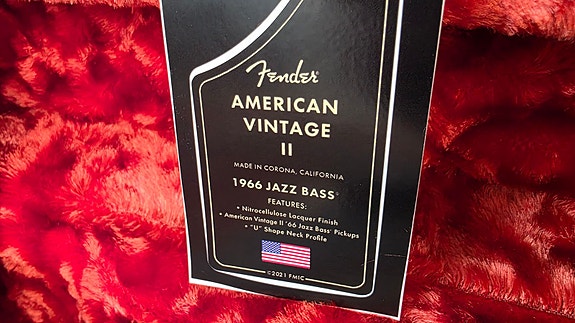 Fender®
AMERICAN
VINTAGE
II
MADE IN CORONA, CALIFORNIA
1966 JAZZ BASS®
FEATURES:
• Nitrocellulose Lacquer Finish
• American Vintage II '66 Jazz Bass® Pickups
• "U" Shape Neck Profile
©2021 FMIC